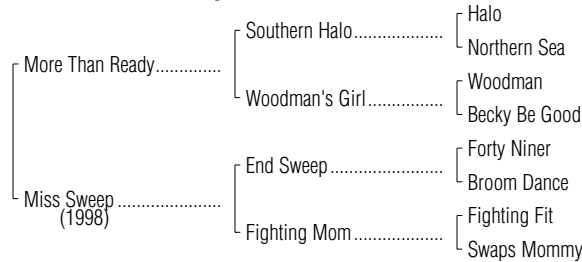 Halo
Southern Halo..................
Northern Sea
More Than Ready..............
Woodman
Woodman's Girl...............
Becky Be Good
Forty Niner
End Sweep .......................
Broom Dance
Miss Sweep .....................
(1998)
Fighting Fit
Fighting Mom ..................
Swaps Mommy